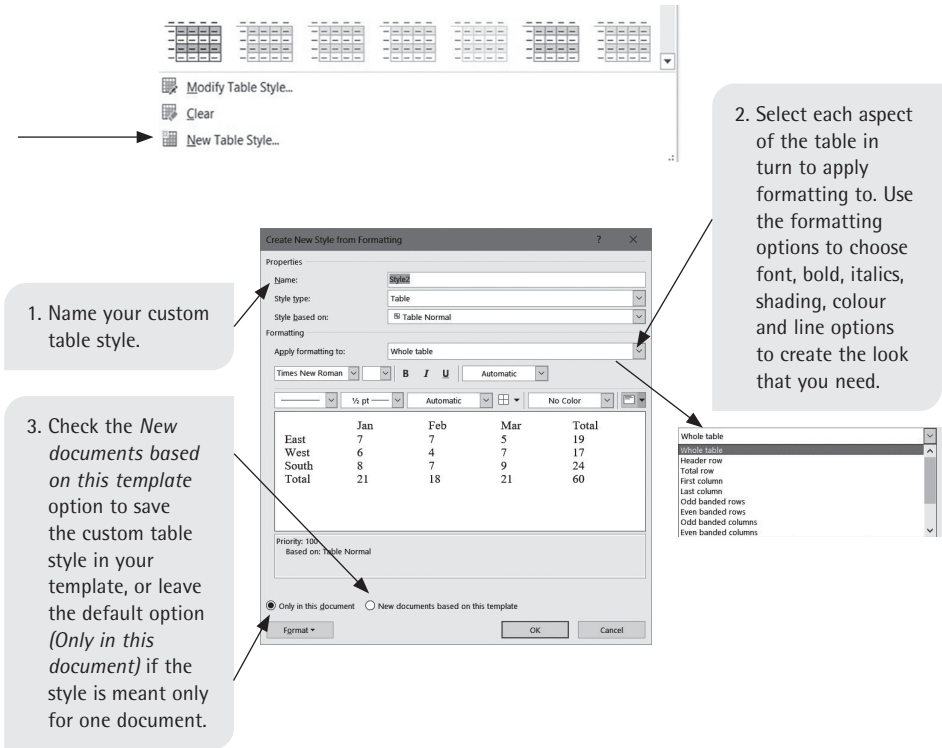 Modify Table Style...
Clear
New Table Style...
2. Select each aspect
of the table in
turn to apply
formatting to. Use
the formatting
options to choose
font, bold, italics,
shading, colour
and line options
to create the look
that you need.
1. Name your custom
table style.
3. Check the New
documents based
on this template
option to save
the custom table
style in your
template, or leave
the default option
(Only in this
document) if the
style is meant only
for one document.
Create New Style from Formatting ? ×
Properties
Name: Style2
Style type: Table
Style based on: Table Normal
Formatting
Apply formatting to: Whole table
Times New Roman B I U Automatic
½ pt Automatic No Color
Jan Feb Mar Total
East 7 7 5 19
West 6 4 7 17
South 8 7 9 24
Total 21 18 21 60
Priority: 100
Based on: Table Normal
Only in this document New documents based on this template
Format OK Cancel
Whole table
Whole table
Header row
Total row
First column
Last column
Odd banded rows
Even banded rows
Odd banded columns
Even banded columns